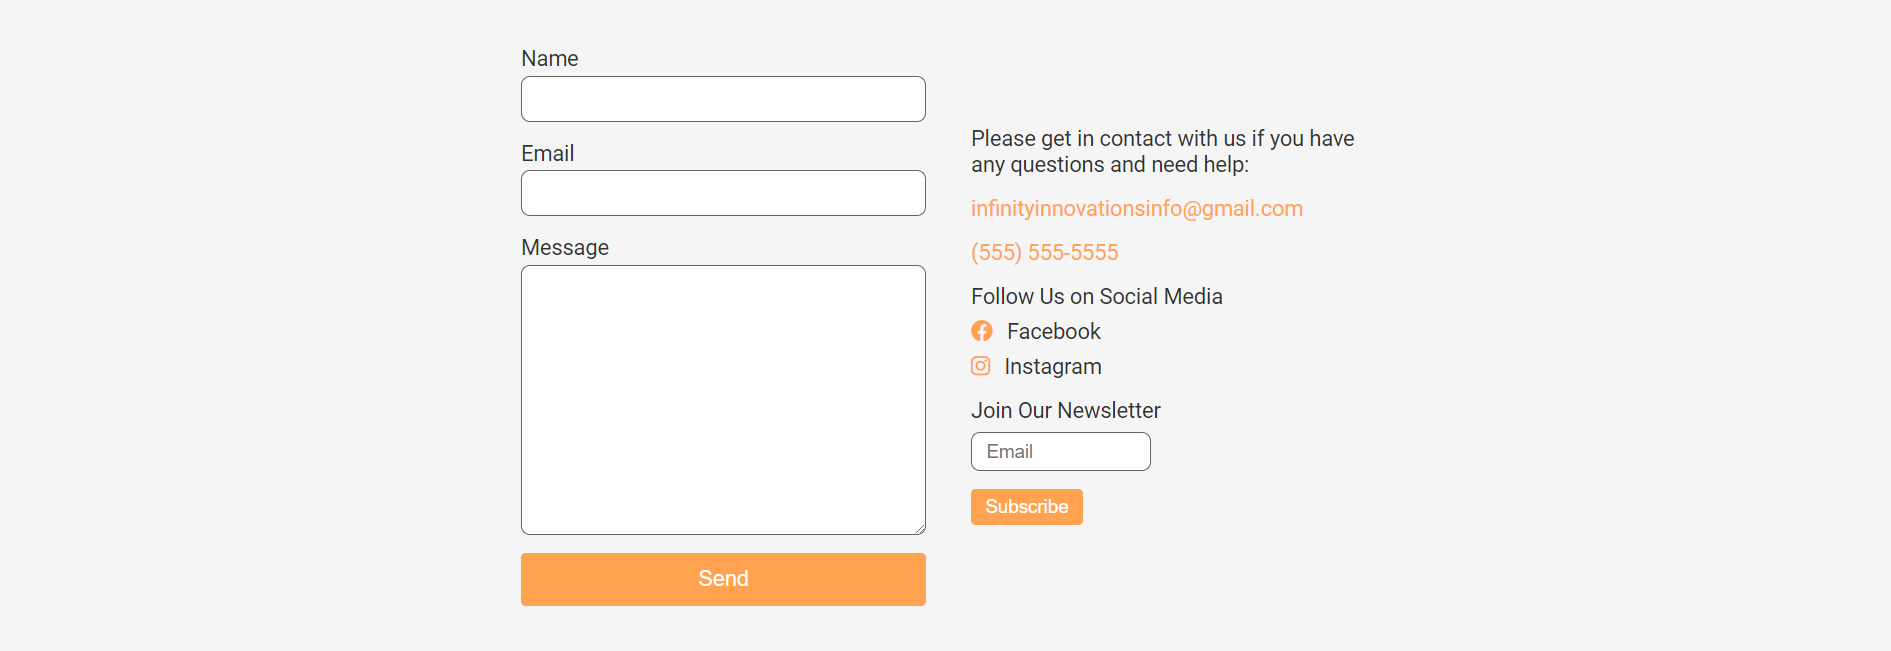 Name
Email
Message
Send
Please get in contact with us if you have
any questions and need help:
infinityinnovationsinfo@gmail.com
(555) 555-5555
Follow Us on Social Media
Facebook
Instagram
Join Our Newsletter
Email
Subscribe